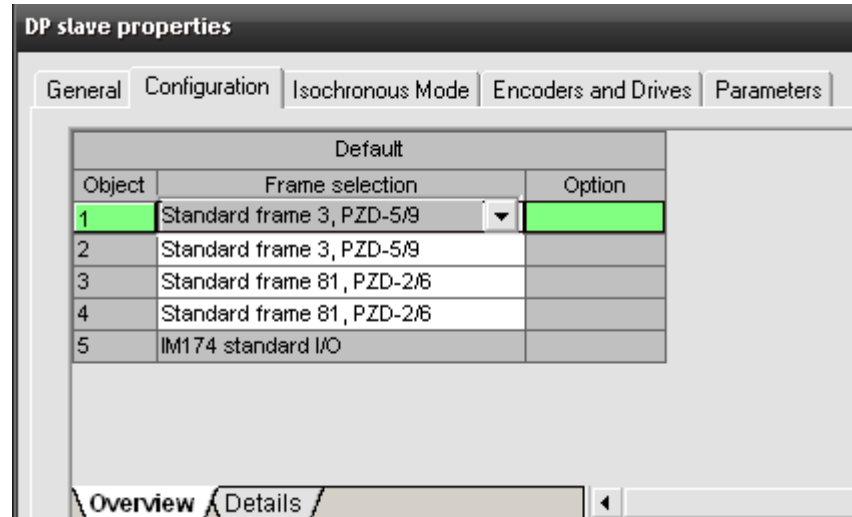 DP slave properties
General Configuration Isochronous Mode Encoders and Drives Parameters
Default
Object Frame selection Option
1 Standard frame 3, PZD-5/9
2 Standard frame 3, PZD-5/9
3 Standard frame 81, PZD-2/6
4 Standard frame 81, PZD-2/6
5 IM174 standard I/O
Overview Details